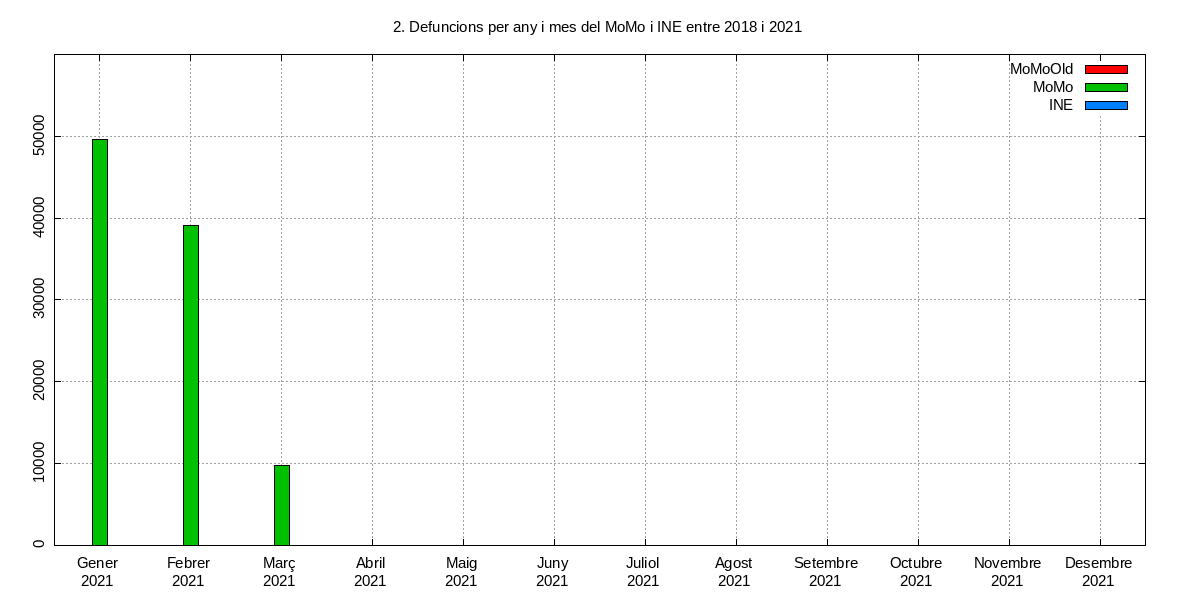 2. Defuncions per any i mes del MoMo i INE entre 2018 i 2021
MoMoOld
MoMo
INE
50000
40000
30000
20000
10000
0
Gener Febrer Març Abril Maig Juny Juliol Agost Setembre Octubre Novembre Desembre
2021 2021 2021 2021 2021 2021 2021 2021 2021 2021 2021 2021